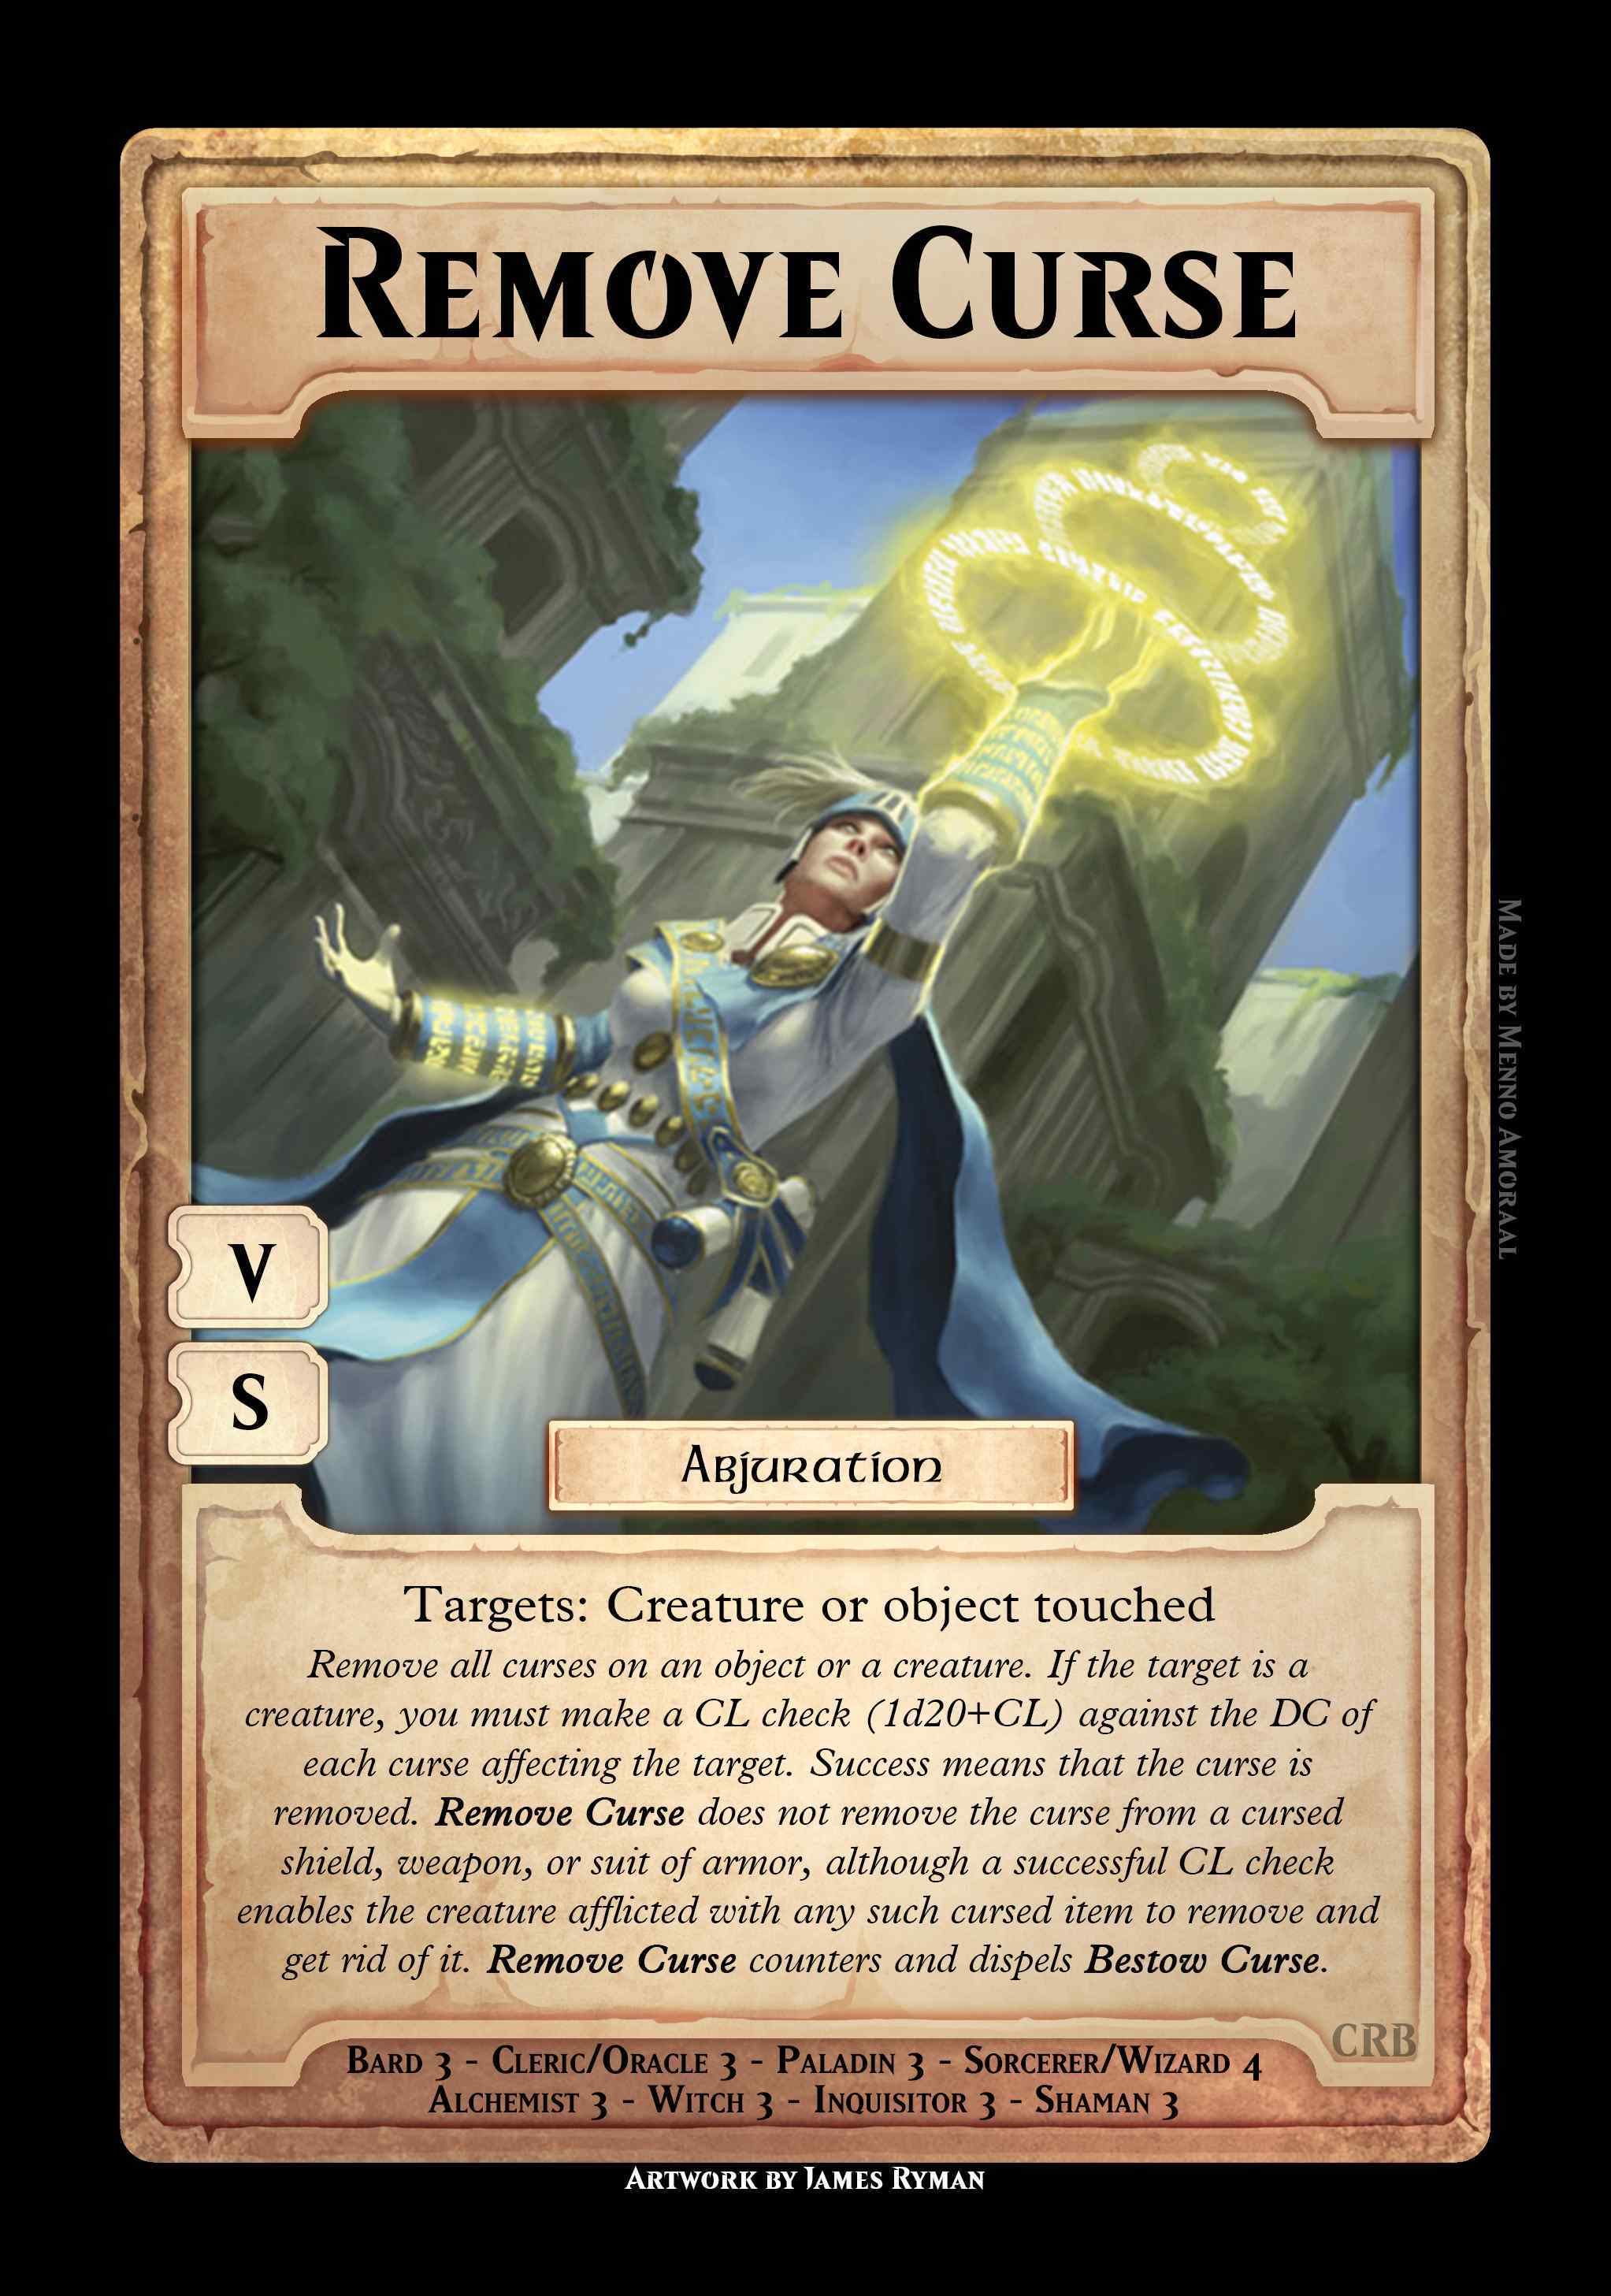 Remove Curse
V
S
Abjuration
Targets: Creature or object touched
Remove all curses on an object or a creature. If the target is a
creature, you must make a CL check (1d20+CL) against the DC of
each curse affecting the target. Success means that the curse is
removed. Remove Curse does not remove the curse from a cursed
shield, weapon, or suit of armor, although a successful CL check
enables the creature afflicted with any such cursed item to remove and
get rid of it. Remove Curse counters and dispels Bestow Curse.
CRB
Bard 3 - Cleric/Oracle 3 - Paladin 3 - Sorcerer/Wizard 4
Alchemist 3 - Witch 3 - Inquisitor 3 - Shaman 3
Artwork by James Ryman
Made by Menno Amoraal